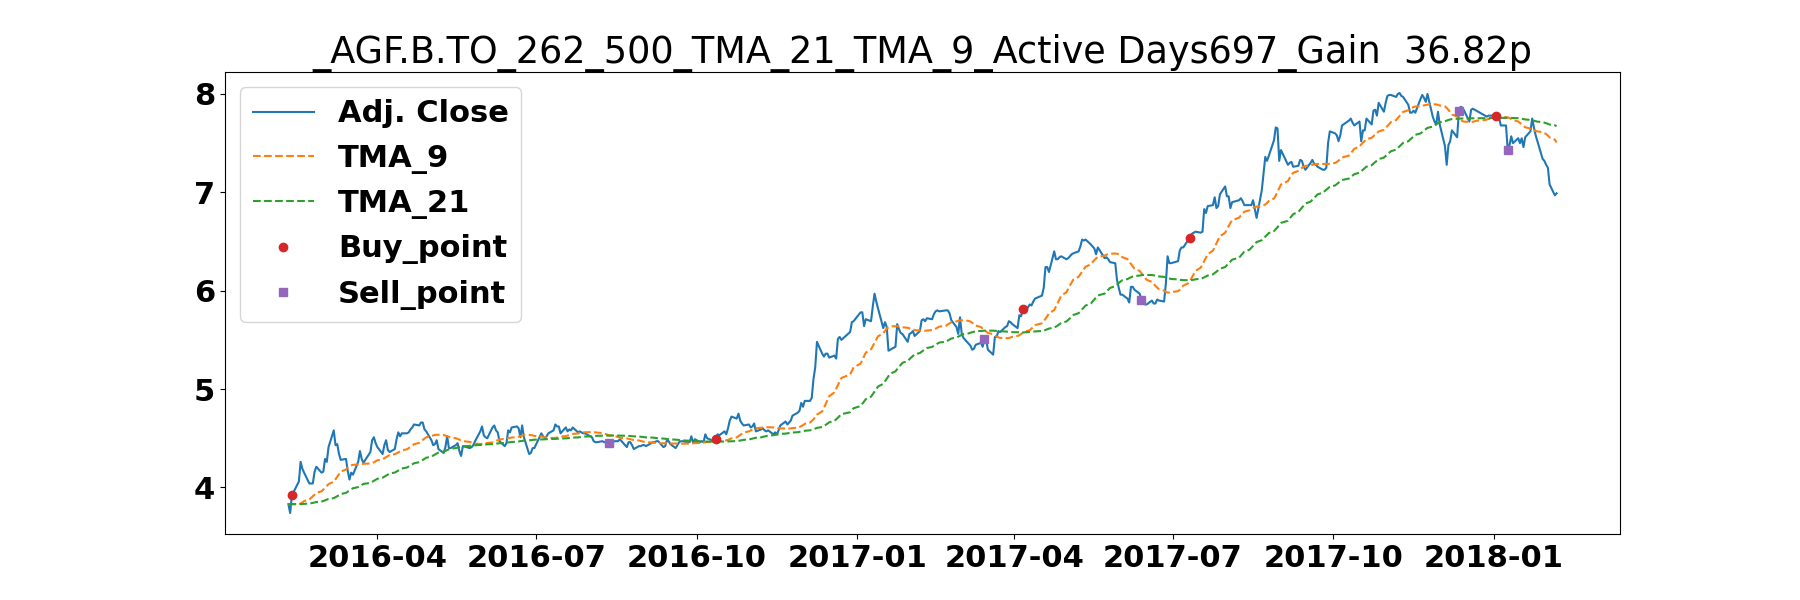 _AGF.B.TO_262_500_TMA_21_TMA_9_Active Days697_Gain  36.82p
8
7
6
5
4
Adj. Close
TMA_9
TMA_21
Buy_point
Sell_point
2016-04 2016-07 2016-10 2017-01 2017-04 2017-07 2017-10 2018-01